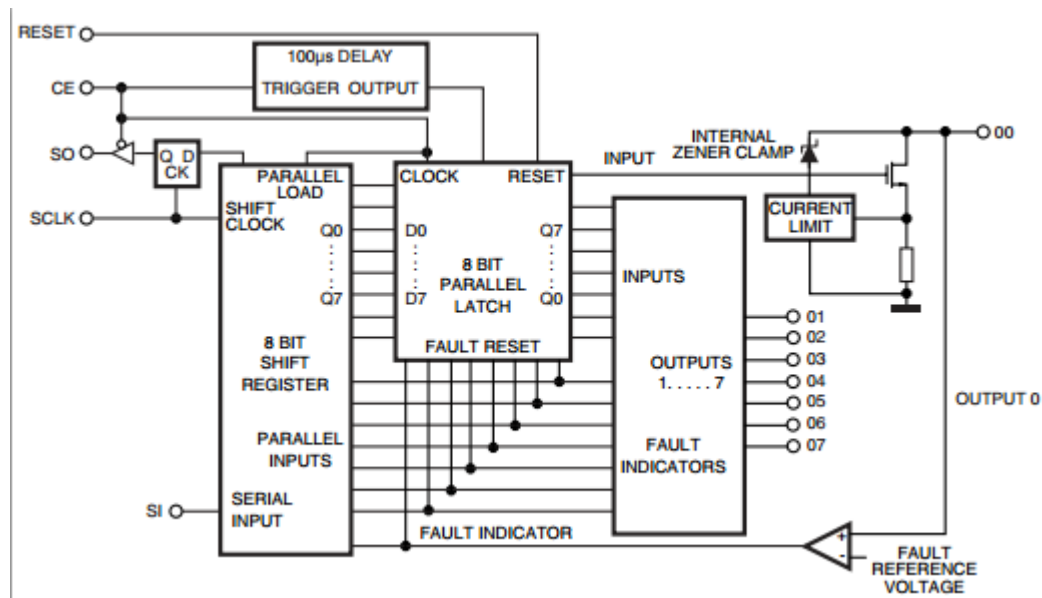 RESET
100µs DELAY
CE
TRIGGER OUTPUT
SO
Q D
CK
INTERNAL
ZENER CLAMP
00
INPUT
PARALLEL
LOAD
CLOCK
RESET
SCLK
SHIFT
CLOCK
CURRENT
LIMIT
Q0
D0
Q7
8 BIT
PARALLEL
LATCH
INPUTS
Q7
D7
Q0
FAULT RESET
8 BIT
SHIFT
REGISTER
OUTPUTS
1. . . . . 7
01
02
03
04
05
06
07
OUTPUT 0
PARALLEL
INPUTS
FAULT
INDICATORS
SI
SERIAL
INPUT
FAULT INDICATOR
+
-
FAULT
REFERENCE
VOLTAGE